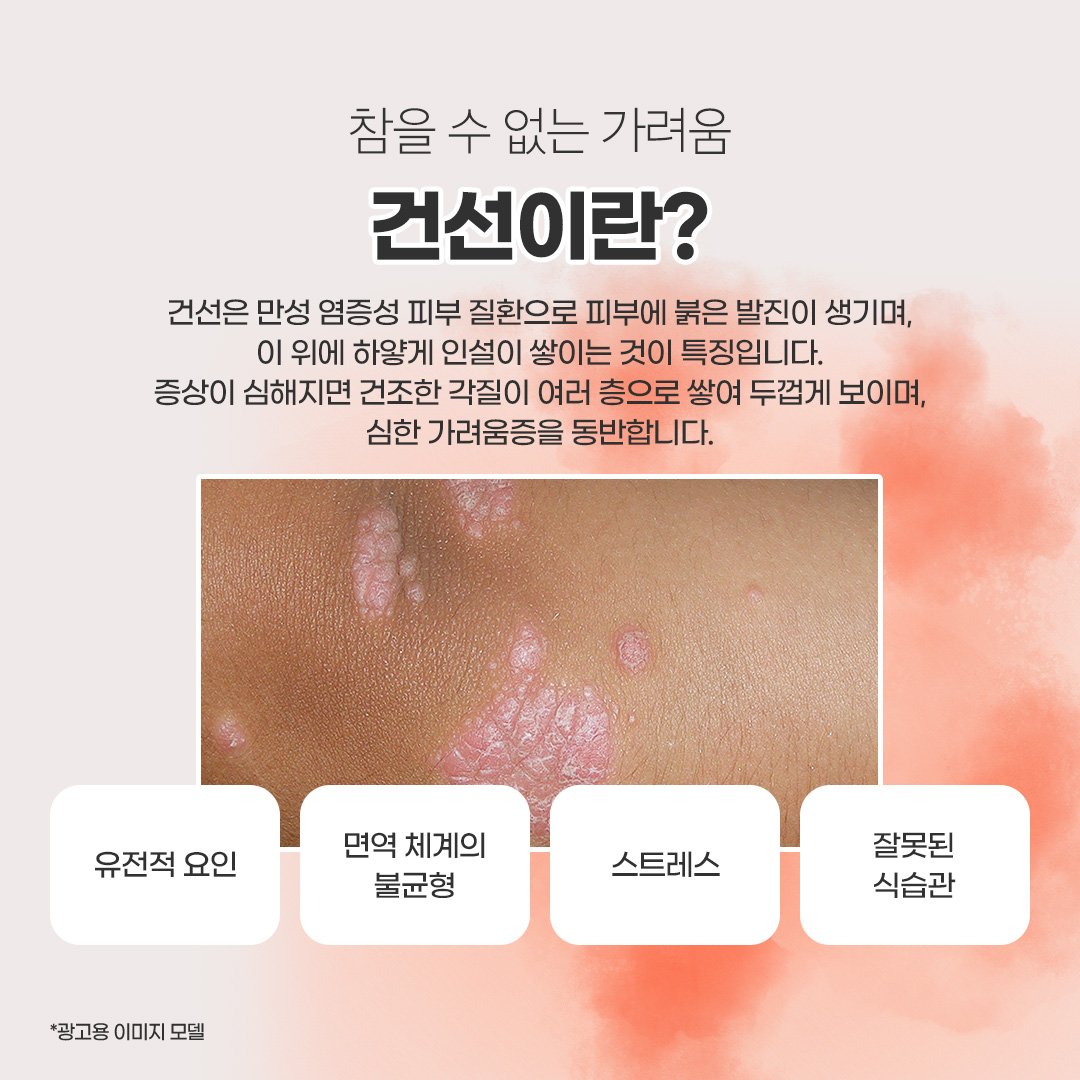 참을 수 없는 가려움
건선이란?
건선은 만성 염증성 피부 질환으로 피부에 붉은 발진이 생기며,
이 위에 하얗게 인설이 쌓이는 것이 특징입니다.
증상이 심해지면 건조한 각질이 여러 층으로 쌓여 두껍게 보이며,
심한 가려움증을 동반합니다.
유전적 요인
면역 체계의
불균형
스트레스
잘못된
식습관
*광고용 이미지 모델